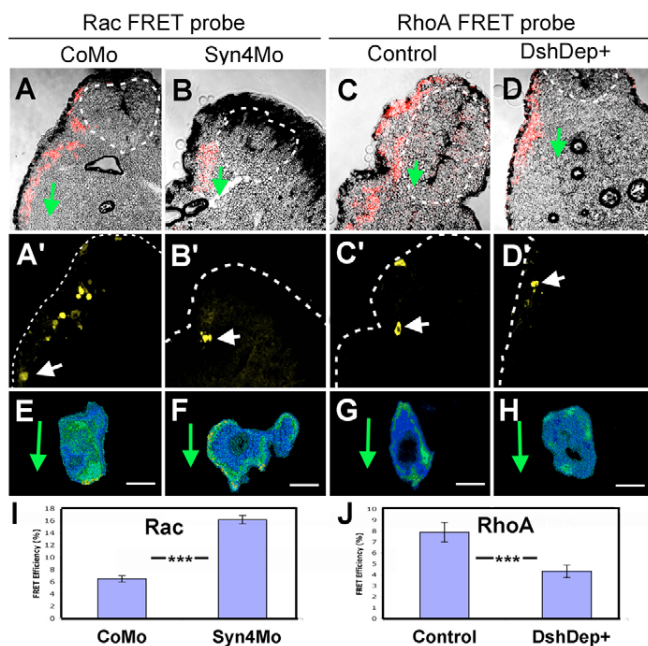 Rac FRET probe RhoA FRET probe
CoMo Syn4Mo Control DshDep+
A B C D
A' B' C' D'
E F G H
I J
18
16
14
12
10
8
6
4
2
0
FRET Efficiency (%)
Rac
***
CoMo Syn4Mo
10
9
8
7
6
5
4
3
2
1
0
FRET Efficiency (%)
RhoA
***
Control DshDep+